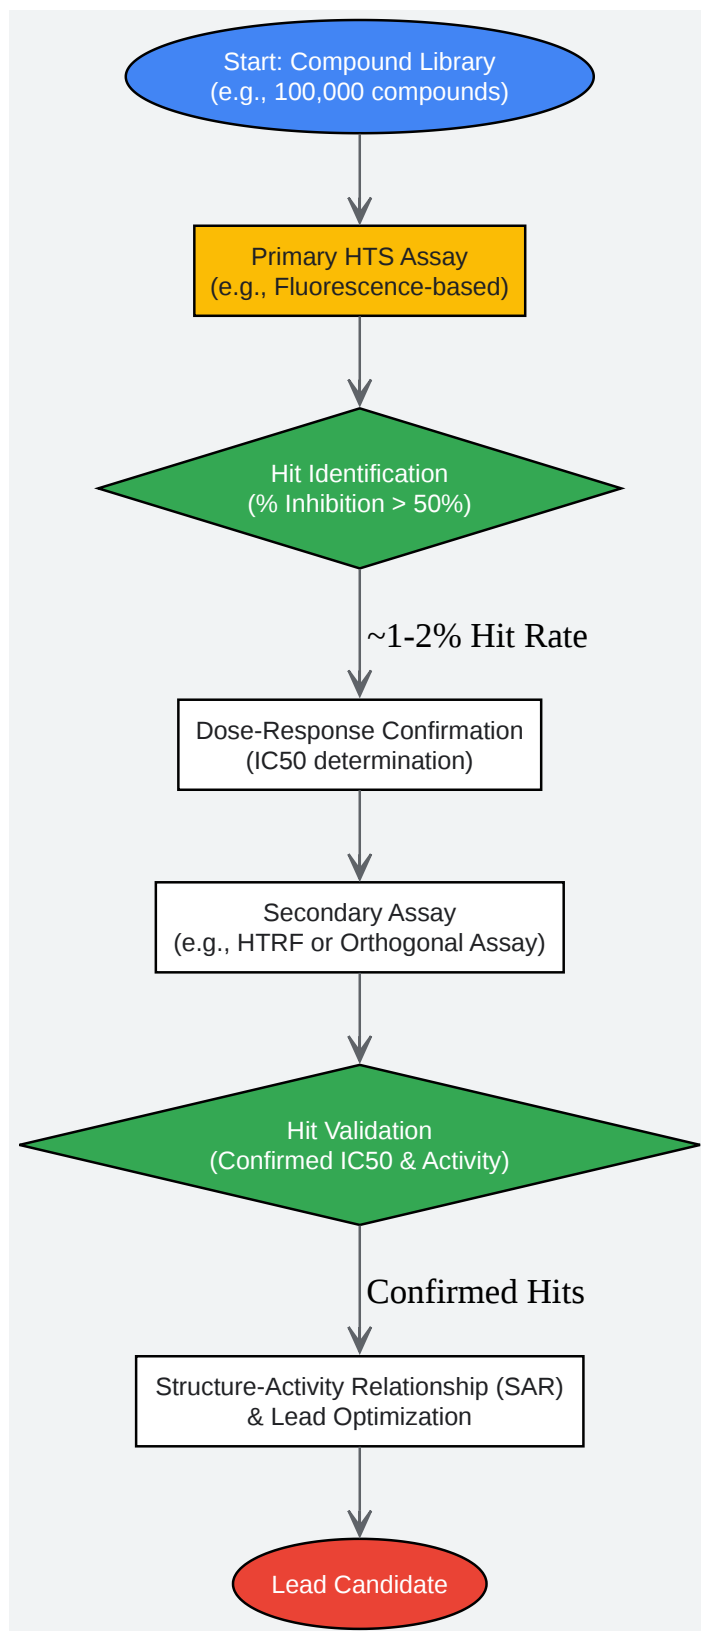 Start: Compound Library
(e.g., 100,000 compounds)
Primary HTS Assay
(e.g., Fluorescence-based)
Hit Identification
(% Inhibition > 50%)
~1-2% Hit Rate
Dose-Response Confirmation
(IC50 determination)
Secondary Assay
(e.g., HTRF or Orthogonal Assay)
Hit Validation
(Confirmed IC50 & Activity)
Confirmed Hits
Structure-Activity Relationship (SAR)
& Lead Optimization
Lead Candidate